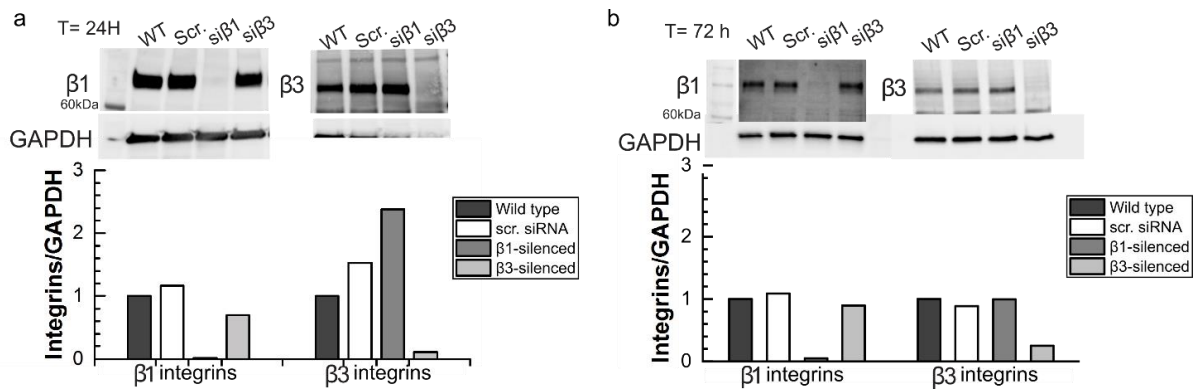 a
T= 24H
WT Scr. siβ1 siβ3
WT Scr. siβ1 siβ3
β1
β3
60kDa
GAPDH
Integrins/GAPDH
3
2
1
0
Wild type
scr. siRNA
β1-silenced
β3-silenced
β1 integrins
β3 integrins
b
T= 72 h
WT Scr. siβ1 siβ3
WT Scr. siβ1 siβ3
β1
β3
60kDa
GAPDH
Integrins/GAPDH
3
2
1
0
Wild type
scr. siRNA
β1-silenced
β3-silenced
β1 integrins
β3 integrins